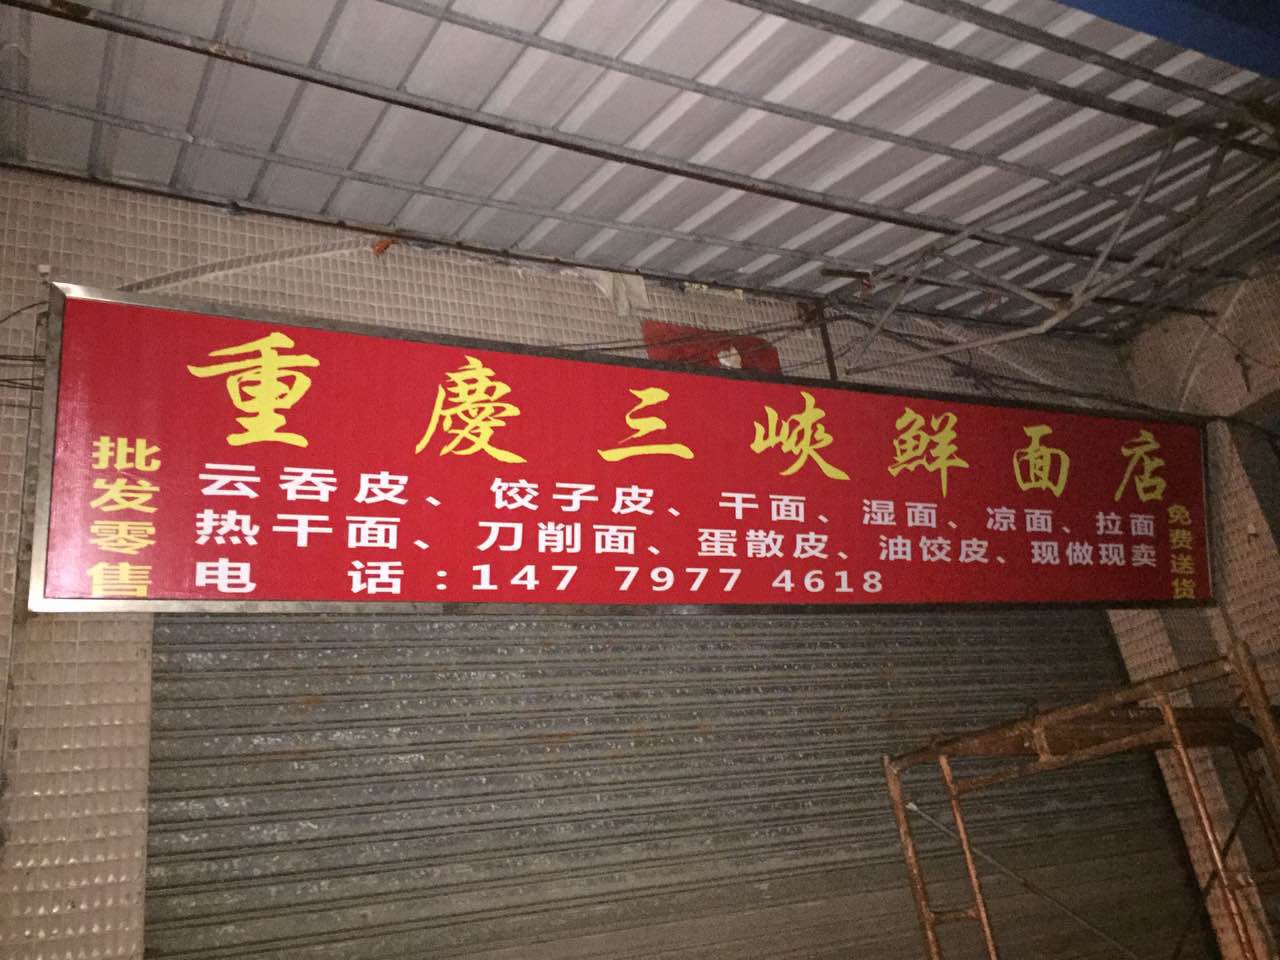 重慶三峽鮮面店
批发零售
云吞皮、饺子皮、干面、湿面、凉面、拉面
热干面、刀削面、蛋散皮、油饺皮、现做现卖
电话:147 7977 4618
免费送货